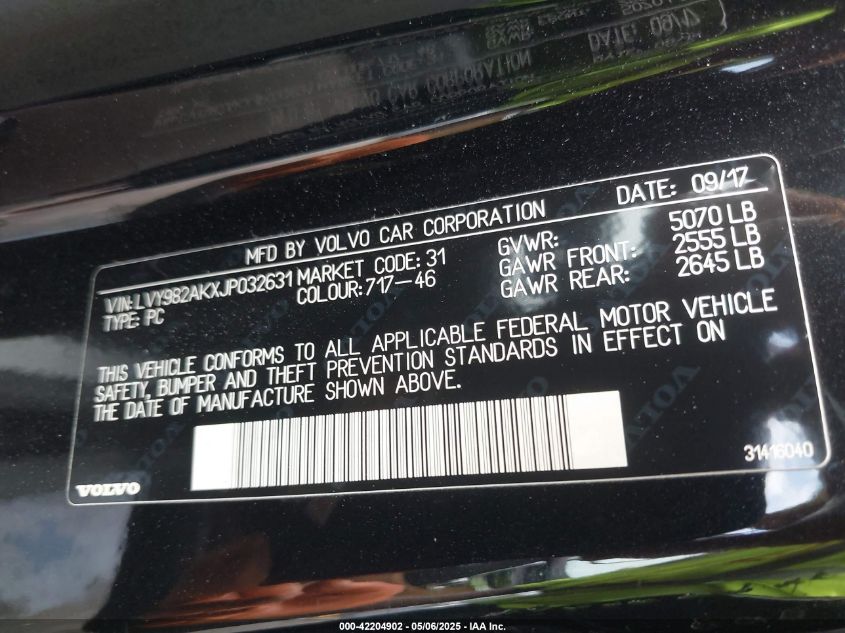 MFD BY VOLVO CAR CORPORATION
DATE: 09/17
VIN: LVY982AKXJP032631
TYPE: PC
MARKET CODE: 31
COLOUR: 717-46
GVWR: 5070 LB
GAWR FRONT: 2555 LB
GAWR REAR: 2645 LB
THIS VEHICLE CONFORMS TO ALL APPLICABLE FEDERAL MOTOR VEHICLE
SAFETY, BUMPER AND THEFT PREVENTION STANDARDS IN EFFECT ON
THE DATE OF MANUFACTURE SHOWN ABOVE.
VOLVO
31416040
000-42204902 - 05/06/2025 - IAA Inc.